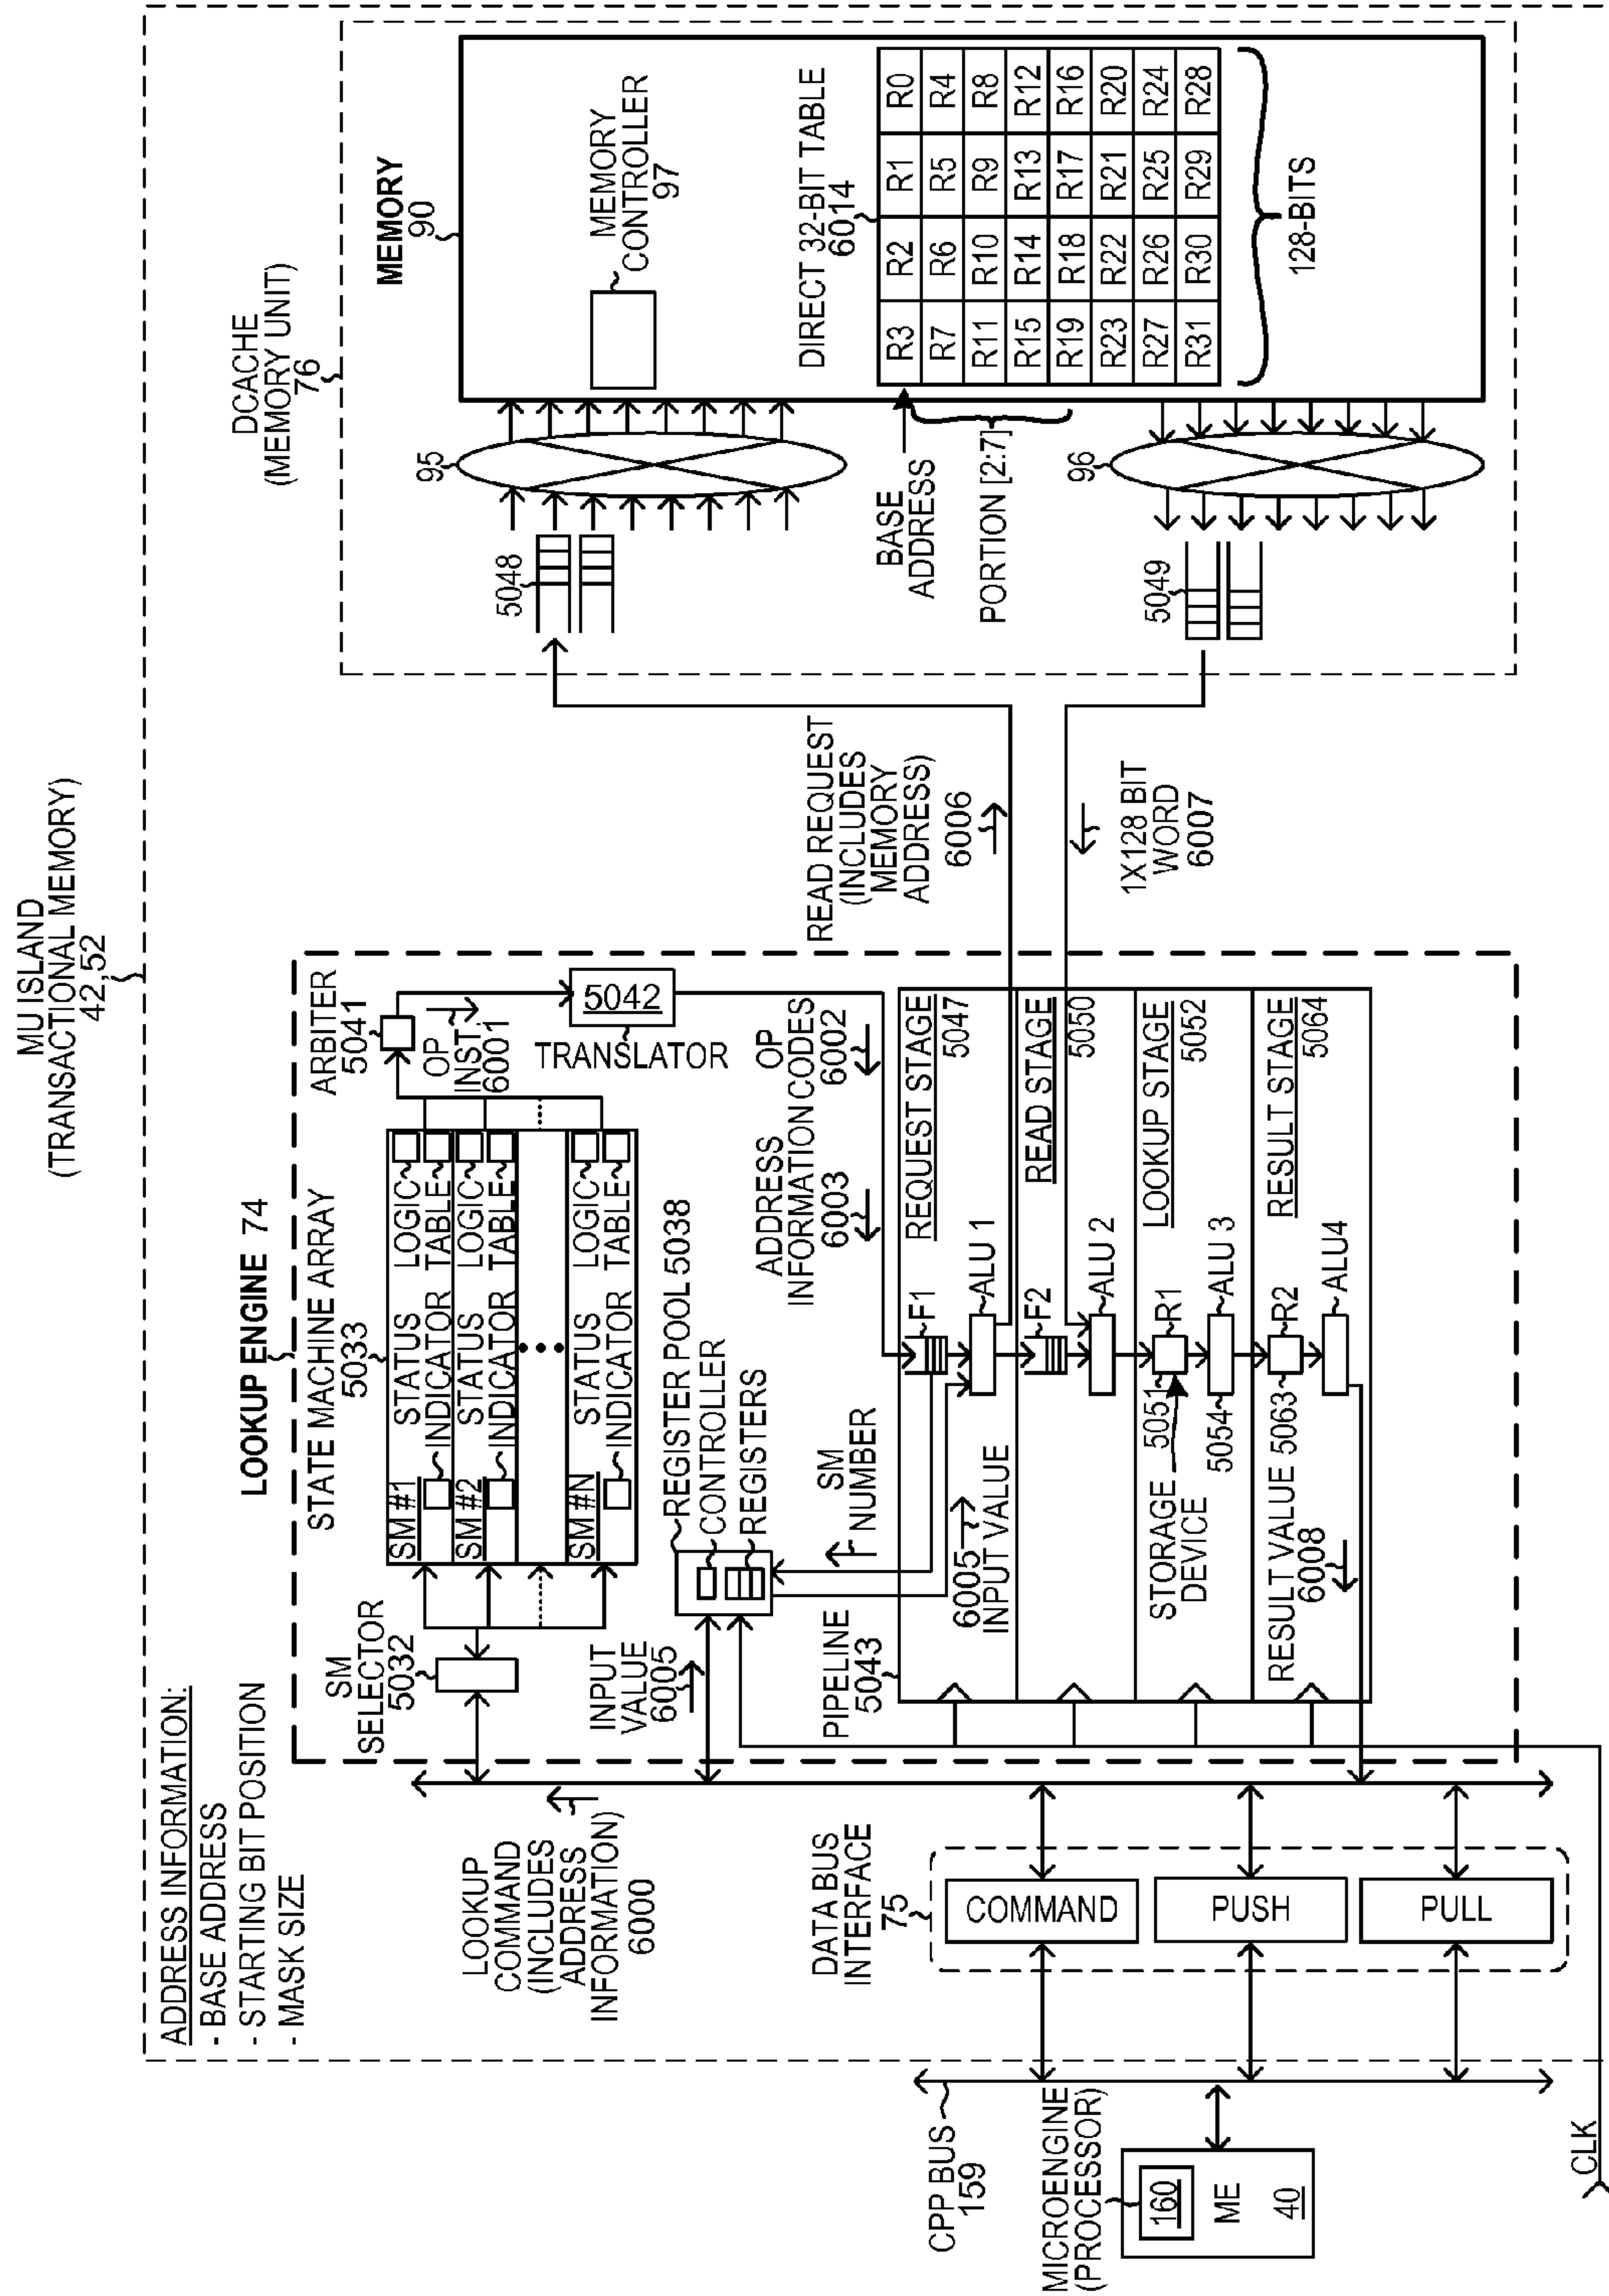 MU ISLAND
(TRANSACTIONAL MEMORY)
42,52
ADDRESS INFORMATION:
- BASE ADDRESS
- STARTING BIT POSITION
- MASK SIZE
LOOKUP ENGINE 74
STATE MACHINE ARRAY
5033
SM
SELECTOR
5032
SM #1
STATUS
INDICATOR
LOGIC
TABLE
SM #2
STATUS
INDICATOR
LOGIC
TABLE
SM #N
STATUS
INDICATOR
LOGIC
TABLE
ARBITER
5041
OP
INST.
6001
5042
TRANSLATOR
LOOKUP
COMMAND
(INCLUDES
ADDRESS
INFORMATION)
6000
INPUT
VALUE
6005
REGISTER POOL 5038
CONTROLLER
REGISTERS
SM
NUMBER
OP
CODES
6002
ADDRESS
INFORMATION
6003
PIPELINE
5043
6005
INPUT VALUE
F1
ALU 1
REQUEST STAGE
5047
F2
ALU 2
READ STAGE
5050
STORAGE
DEVICE
5051
R1
5054
ALU 3
LOOKUP STAGE
5052
RESULT VALUE
6008
5063
R2
ALU4
RESULT STAGE
5064
READ REQUEST
(INCLUDES
MEMORY
ADDRESS)
6006
1X128 BIT
WORD
6007
DCACHE
(MEMORY UNIT)
76
MEMORY
90
MEMORY
CONTROLLER
97
95
5048
BASE
ADDRESS
PORTION [2:7]
DIRECT 32-BIT TABLE
6014
R3 R2 R1 R0
R7 R6 R5 R4
R11 R10 R9 R8
R15 R14 R13 R12
R19 R18 R17 R16
R23 R22 R21 R20
R27 R26 R25 R24
R31 R30 R29 R28
128-BITS
96
5049
DATA BUS
INTERFACE
75
COMMAND
PUSH
PULL
CPP BUS
159
MICROENGINE
(PROCESSOR)
160
ME
40
CLK